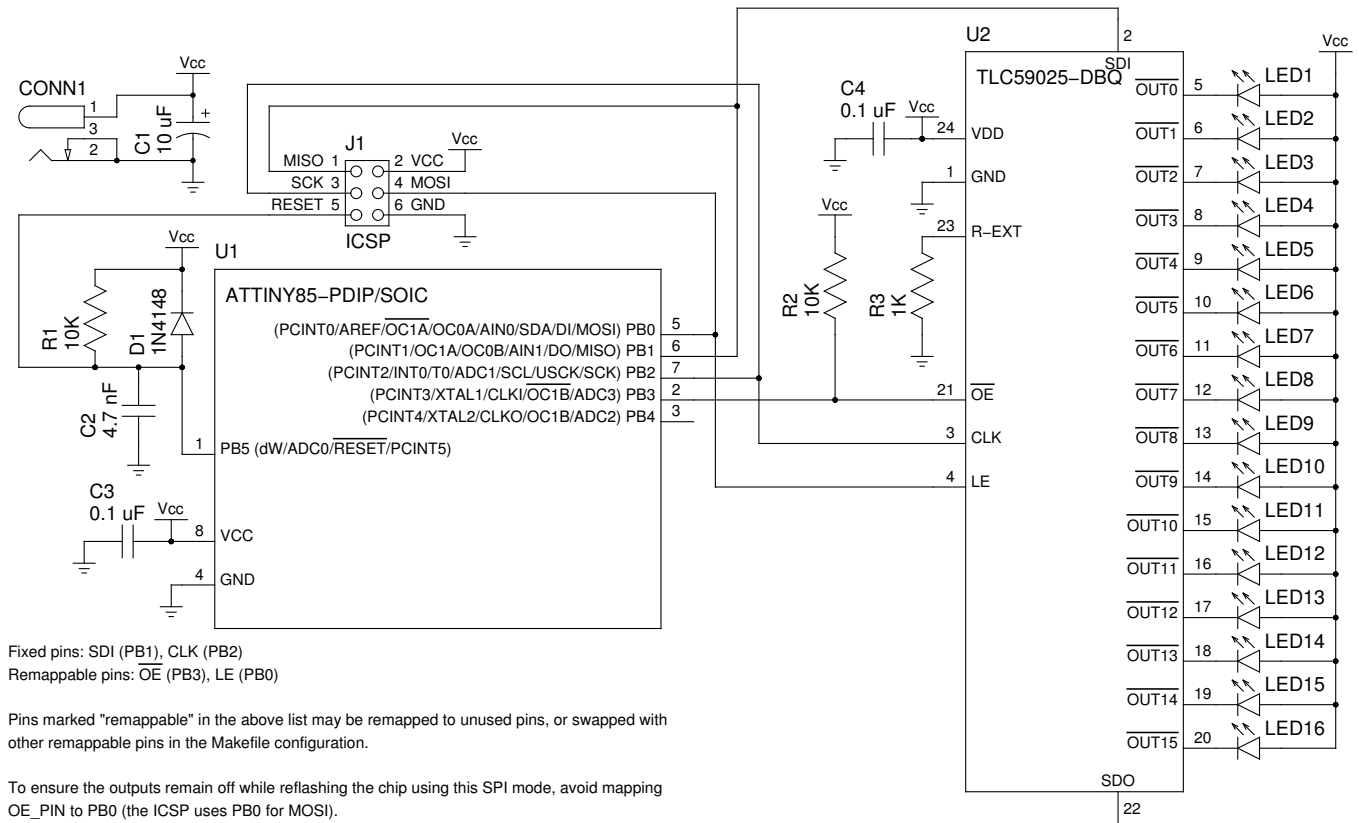 CONN1
1
3
2
Vcc
C1
10 uF
+
J1
MISO 1
2 VCC
Vcc
SCK 3
4 MOSI
RESET 5
6 GND
ICSP
Vcc
R1
10K
D1
1N4148
C2
4.7 nF
C3
0.1 uF
Vcc
U1
ATTINY85-PDIP/SOIC
(PCINT0/AREF/OC1A/OC0A/AIN0/SDA/DI/MOSI) PB0 5
(PCINT1/OC1A/OC0B/AIN1/DO/MISO) PB1 6
(PCINT2/INT0/T0/ADC1/SCL/USCK/SCK) PB2 7
(PCINT3/XTAL1/CLKI/OC1B/ADC3) PB3 2
(PCINT4/XTAL2/CLKO/OC1B/ADC2) PB4 3
1 PB5 (dW/ADC0/RESET/PCINT5)
8 VCC
4 GND
Vcc
R2
10K
R3
1K
C4
0.1 uF
Vcc
U2
2
SDI
TLC59025-DBQ
24 VDD
1 GND
23 R-EXT
21 OE
3 CLK
4 LE
OUT0 5 LED1
OUT1 6 LED2
OUT2 7 LED3
OUT3 8 LED4
OUT4 9 LED5
OUT5 10 LED6
OUT6 11 LED7
OUT7 12 LED8
OUT8 13 LED9
OUT9 14 LED10
OUT10 15 LED11
OUT11 16 LED12
OUT12 17 LED13
OUT13 18 LED14
OUT14 19 LED15
OUT15 20 LED16
Vcc
SDO
22
Fixed pins: SDI (PB1), CLK (PB2)
Remappable pins: OE (PB3), LE (PB0)
Pins marked "remappable" in the above list may be remapped to unused pins, or swapped with
other remappable pins in the Makefile configuration.
To ensure the outputs remain off while reflashing the chip using this SPI mode, avoid mapping
OE_PIN to PB0 (the ICSP uses PB0 for MOSI).